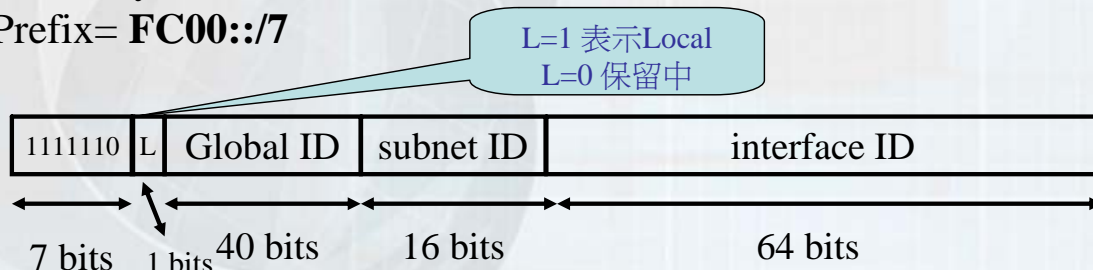 Prefix= FC00::/7
L=1 表示Local
L=0 保留中
1111110 L Global ID subnet ID interface ID
7 bits 1 bits 40 bits 16 bits 64 bits